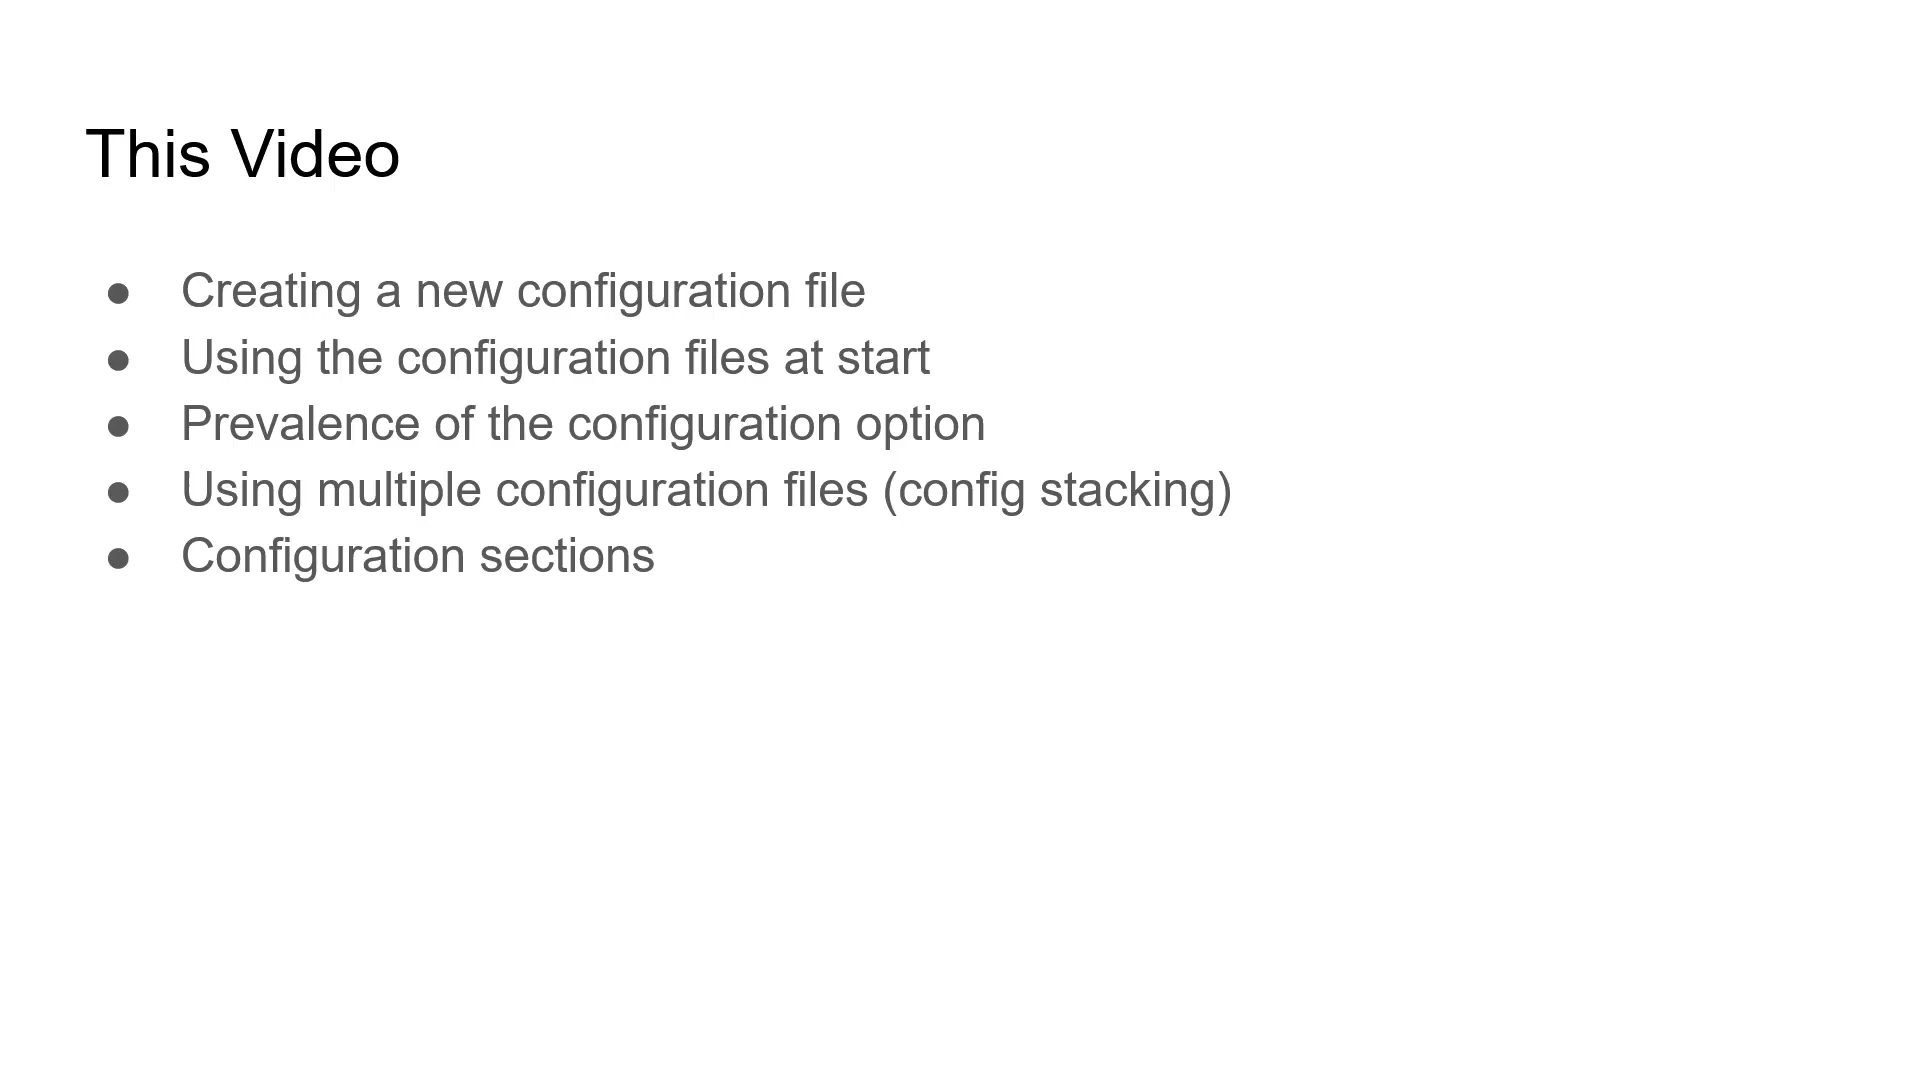 This Video
● Creating a new configuration file
● Using the configuration files at start
● Prevalence of the configuration option
● Using multiple configuration files (config stacking)
● Configuration sections